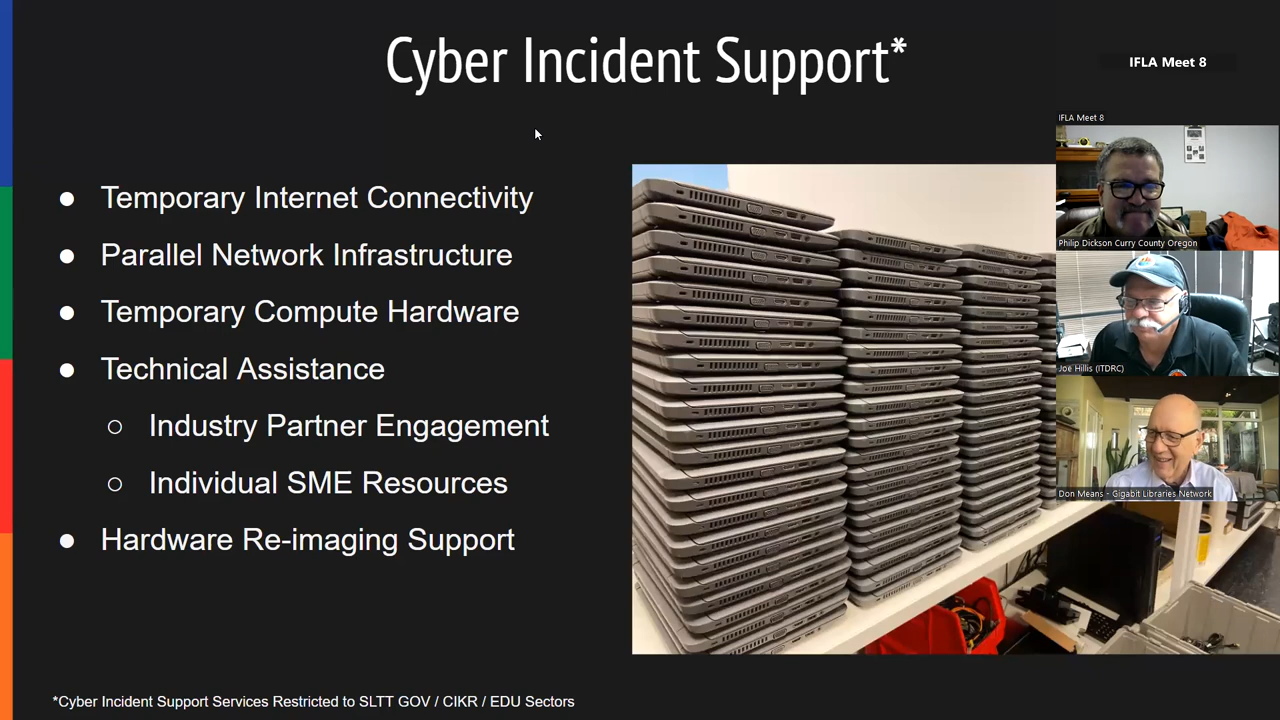 Cyber Incident Support*
IFLA Meet 8
IFLA Meet 8
● Temporary Internet Connectivity
● Parallel Network Infrastructure
● Temporary Compute Hardware
● Technical Assistance
○ Industry Partner Engagement
○ Individual SME Resources
● Hardware Re-imaging Support
Philip Dickson Curry County Oregon
Joe Hillis (ITDRC)
Don Means - Gigabit Libraries Network
*Cyber Incident Support Services Restricted to SLTT GOV / CIKR / EDU Sectors